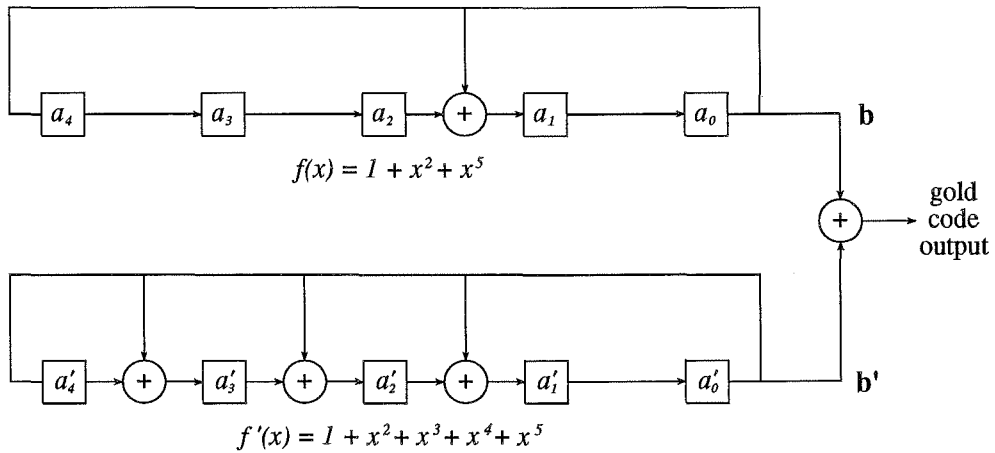 a₄ a₃ a₂ + a₁ a₀ b
f(x) = 1 + x² + x⁵
+
gold
code
output
a'₄ + a'₃ + a'₂ + a'₁ a'₀ b'
f'(x) = 1 + x² + x³ + x⁴ + x⁵